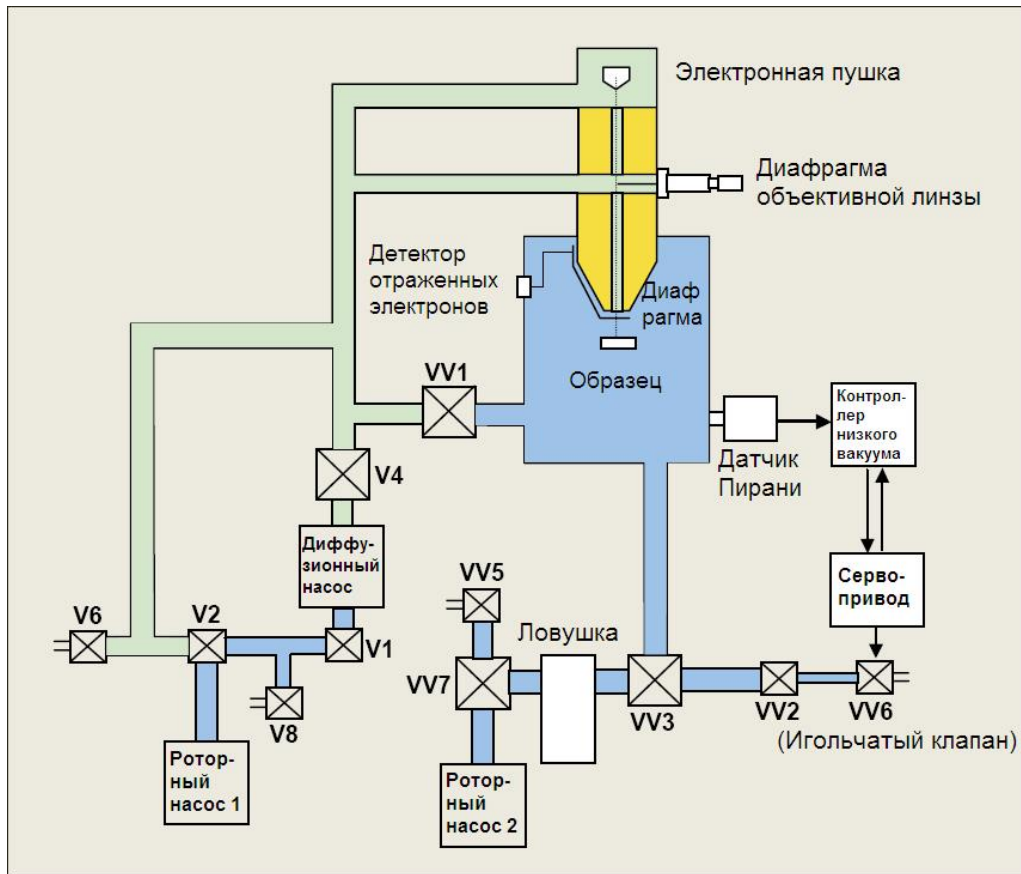 Электронная пушка
Диафрагма
объективной линзы
Детектор
отраженных
электронов
Диаф
рагма
Образец
VV1
Контрол-
лер
низкого
вакуума
Датчик
Пирани
V4
Диффу-
зионный
насос
Серво-
привод
VV5
V6
V2
V1
Ловушка
VV7
VV3
VV2
VV6
(Игольчатый клапан)
V8
Ротор-
ный
насос 1
Ротор-
ный
насос 2